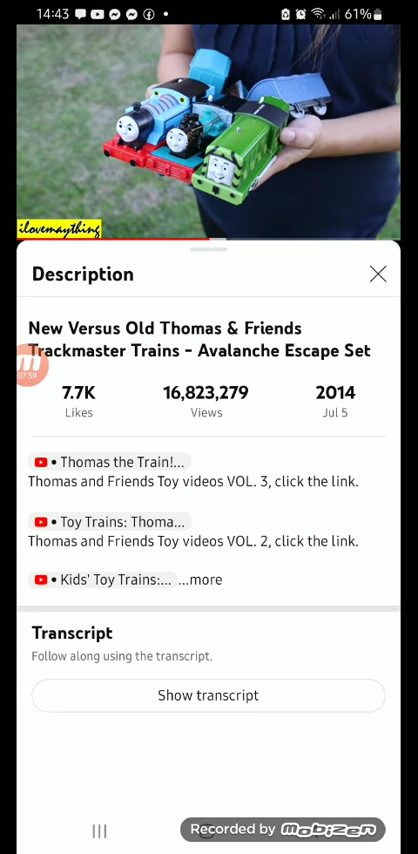 14:43
61%
ilovemaything
Description
New Versus Old Thomas & Friends
Trackmaster Trains - Avalanche Escape Set
07:59
7.7K
Likes
16,823,279
Views
2014
Jul 5
• Thomas the Train!...
Thomas and Friends Toy videos VOL. 3, click the link.
• Toy Trains: Thoma...
Thomas and Friends Toy videos VOL. 2, click the link.
• Kids' Toy Trains:... ...more
Transcript
Follow along using the transcript.
Show transcript
Recorded by mobizen